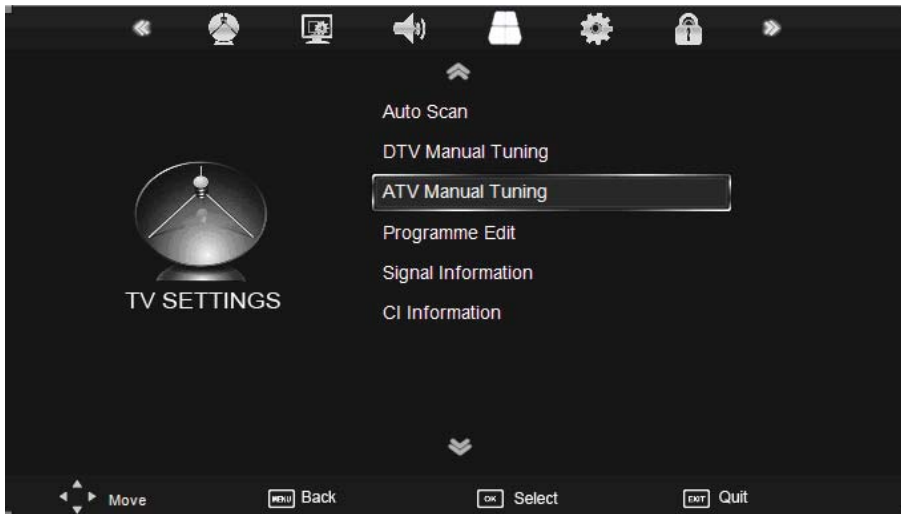 Auto Scan
DTV Manual Tuning
ATV Manual Tuning
Programme Edit
Signal Information
CI Information
TV SETTINGS
Move MENU Back OK Select EXIT Quit